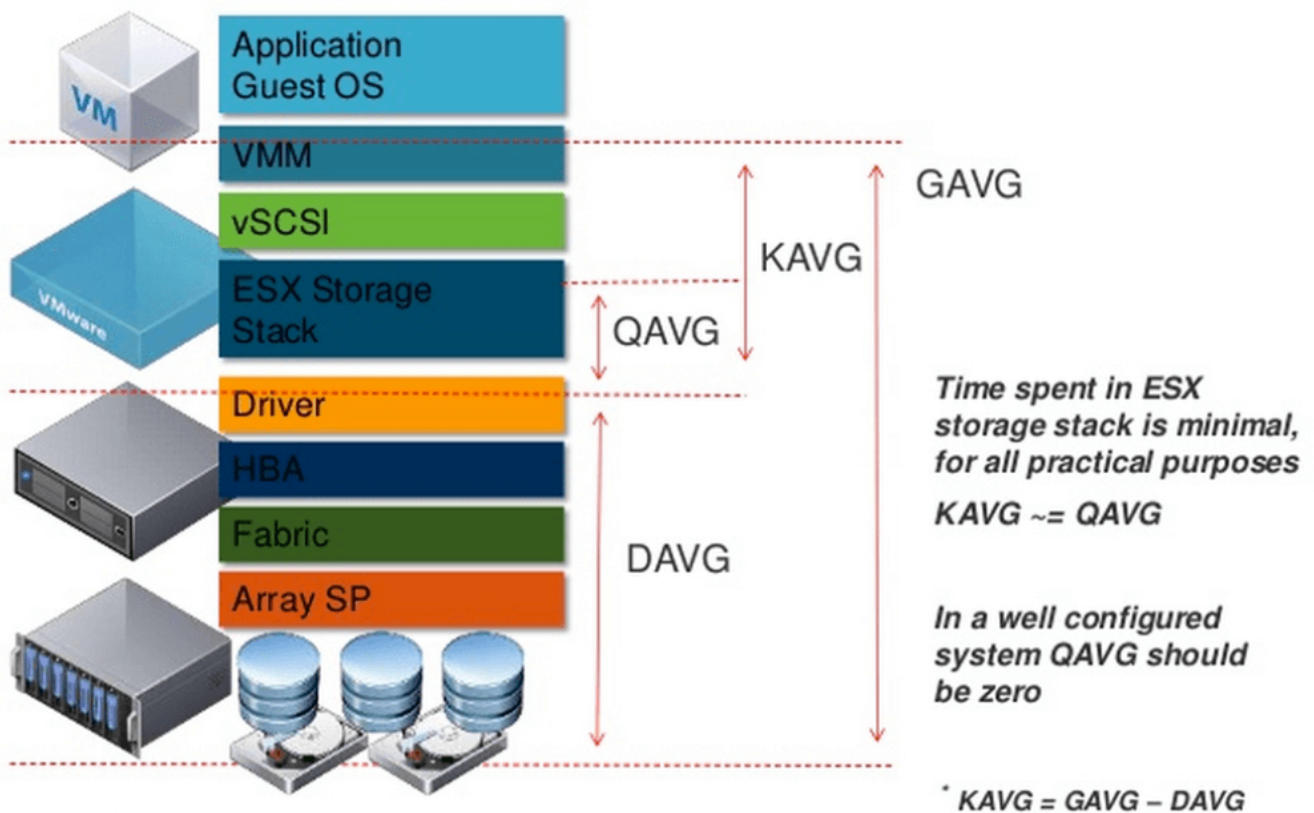 Application
Guest OS
VM
VMM
GAVG
vSCSI
KAVG
ESX Storage
Stack
VMware
QAVG
Time spent in ESX
storage stack is minimal,
for all practical purposes
KAVG ~= QAVG
Driver
HBA
Fabric
DAVG
Array SP
In a well configured
system QAVG should
be zero
* KAVG = GAVG – DAVG